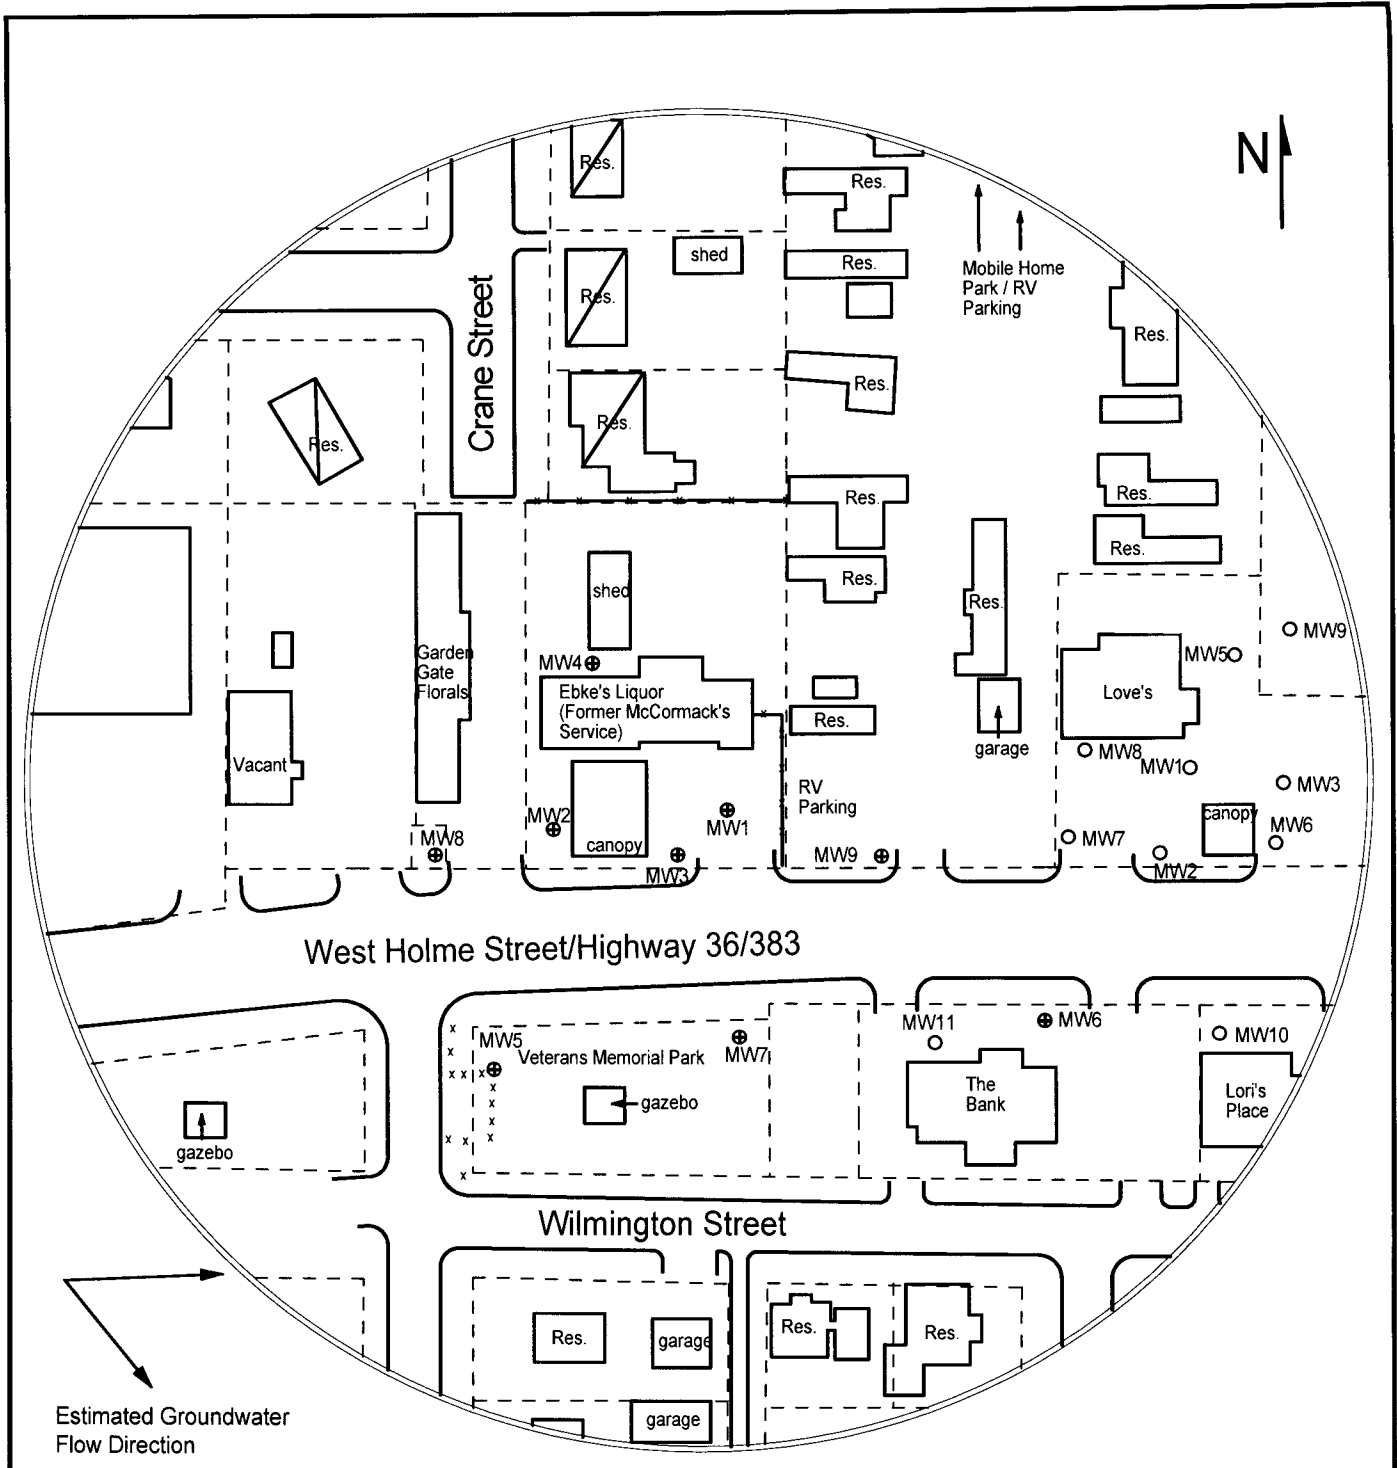 N
Res.
Res.
shed
Res.
Mobile Home
Park / RV
Parking
Res.
Crane Street
Res.
Res.
Res.
Res.
Res.
Res.
Res.
Res.
shed
Res.
Res.
MW9
Garden
Gate
Florals
MW4
MW5
Ebke's Liquor
(Former McCormack's
Service)
Love's
Res.
garage
MW8
MW1
Vacant
RV
Parking
MW3
MW2
MW1
canopy
MW6
MW8
canopy
MW3
MW9
MW7
MW2
West Holme Street/Highway 36/383
MW11
MW6
MW10
MW5
Veterans Memorial Park
MW7
The
Bank
Lori's
Place
gazebo
gazebo
Wilmington Street
Res.
garage
Res.
Res.
garage
Estimated Groundwater
Flow Direction